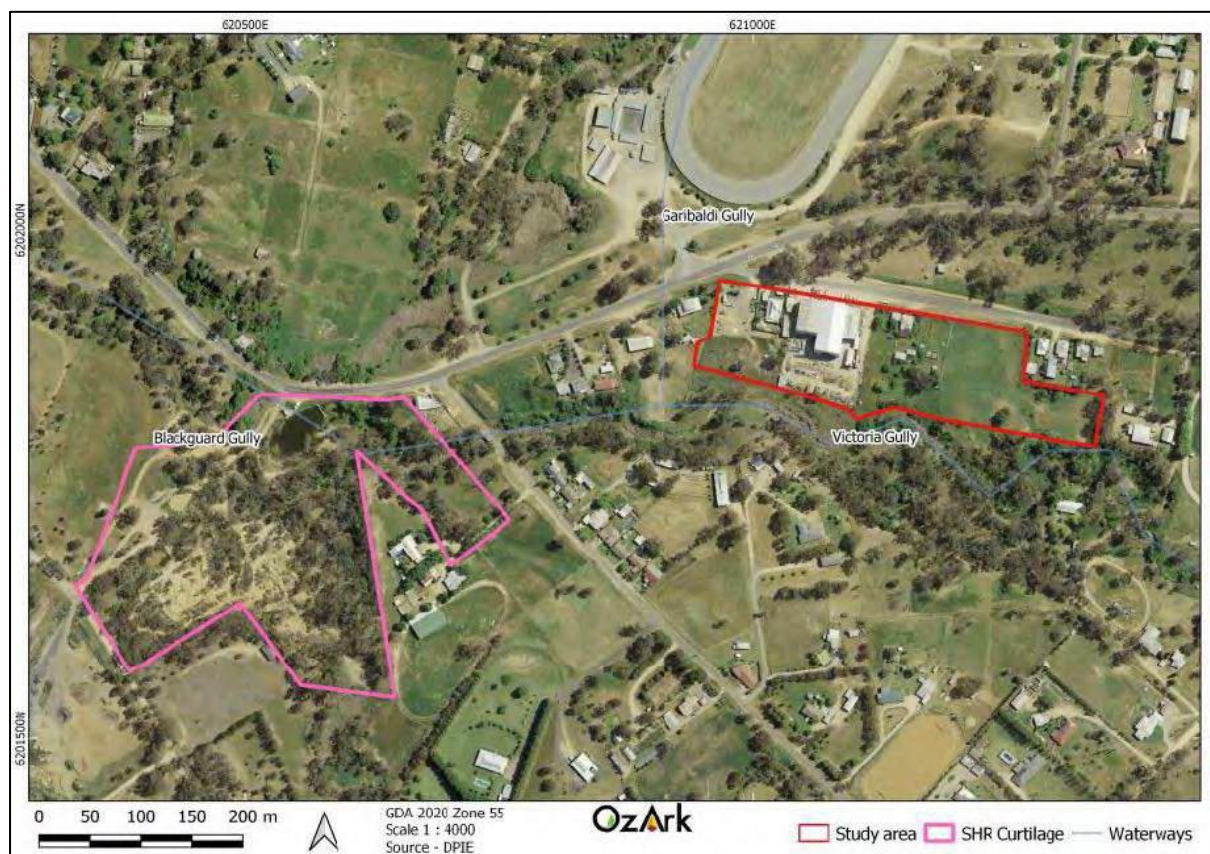 620500E
621000E
6202000N
Garibaldi Gully
Blackguard Gully
Victoria Gully
6201500N
0 50 100 150 200 m
GDA 2020 Zone 55
Scale 1 : 4000
Source - DPIE
OzArk
Study area
SHR Curtilage
Waterways